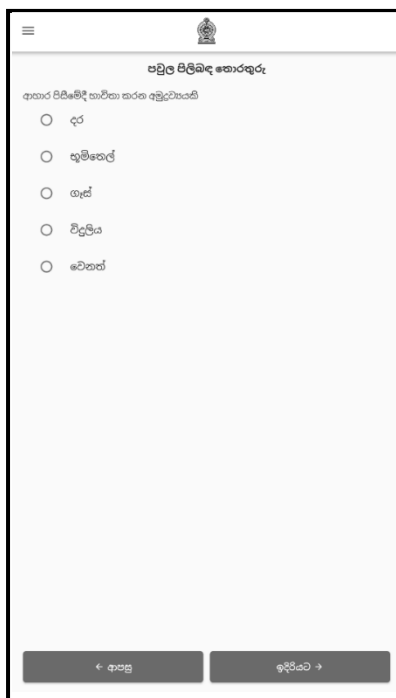 පවුල පිලිබඳ තොරතුරු
ආහාර පිසීමේදී භාවිතා කරන අමුද්‍රව්‍යයකි
දර
භූමිතෙල්
ගෑස්
විදුලිය
වෙනත්
← ආපසු
ඉදිරියට →